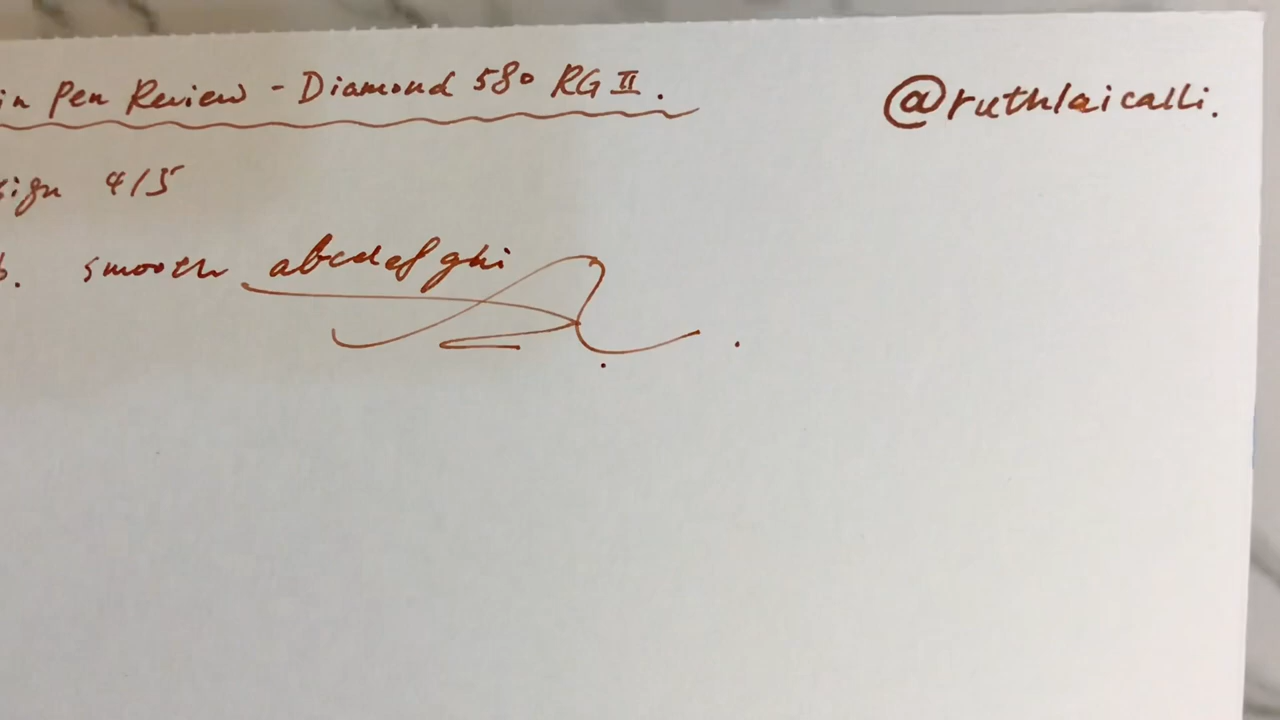 in Pen Review - Diamond 580 RG II.
@ruthlaicalli.
sign 4/5
b. smooth abcdefghi